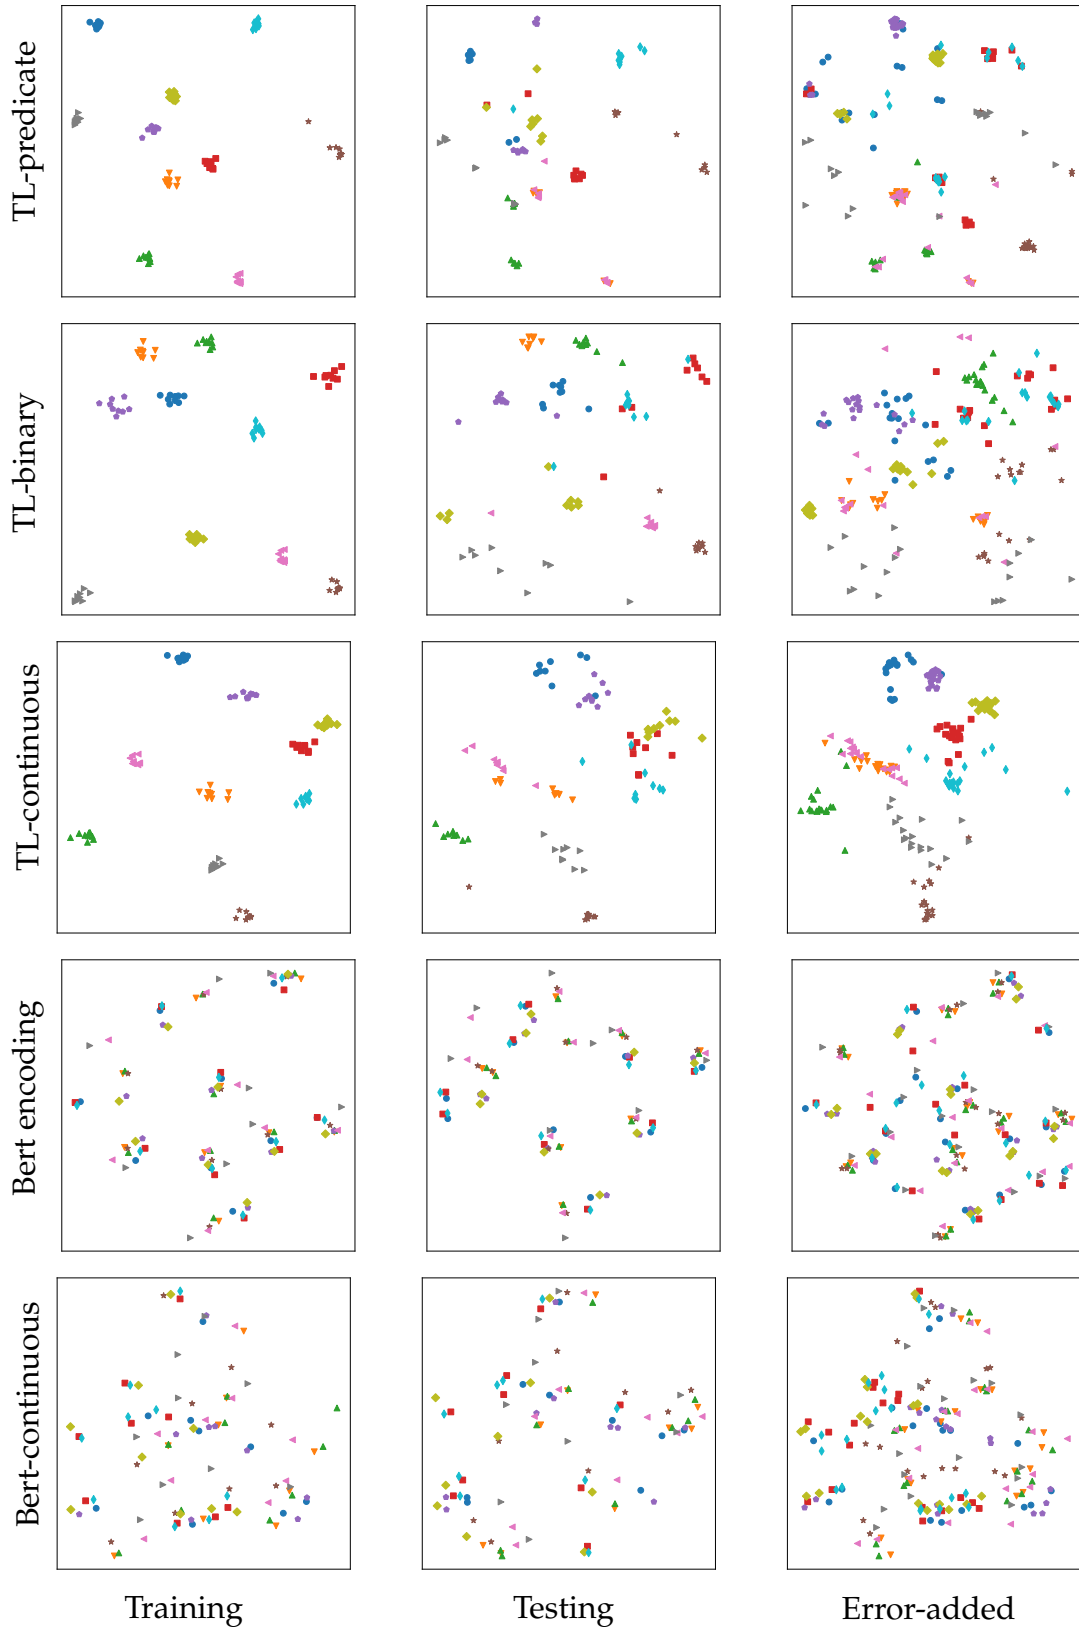 TL-predicate
TL-binary
TL-continuous
Bert encoding
Bert-continuous
Training
Testing
Error-added